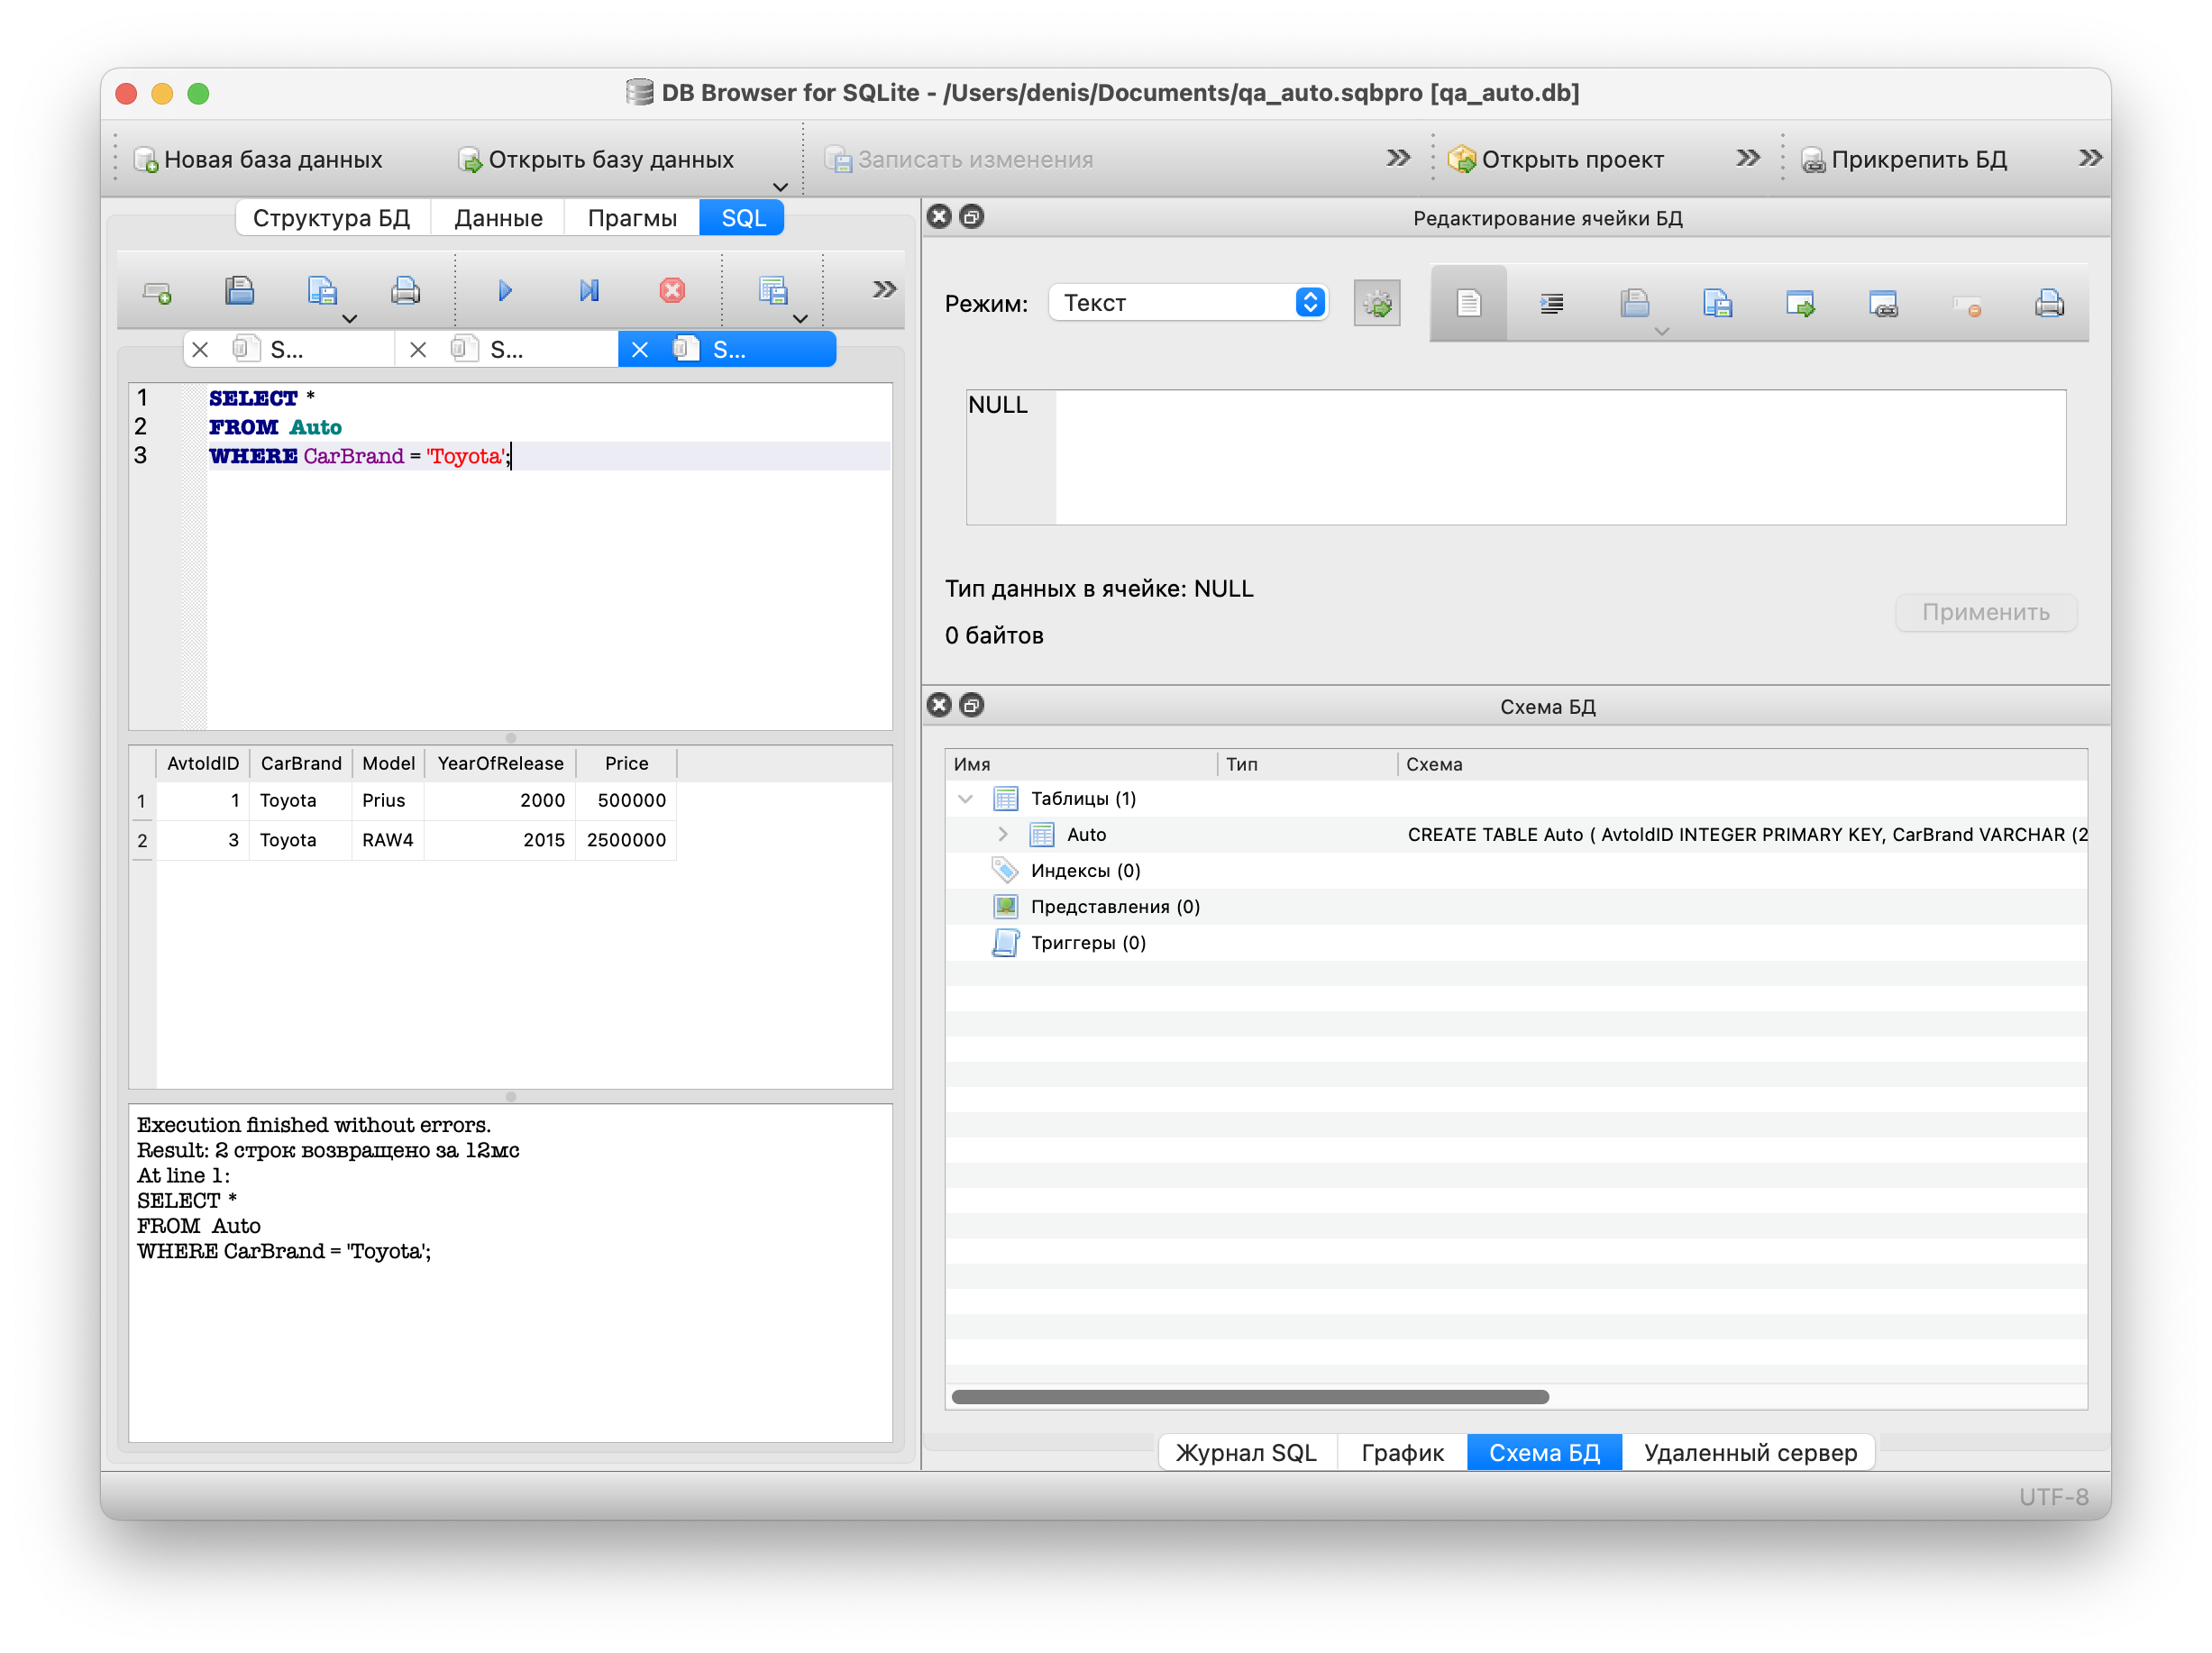 DB Browser for SQLite - /Users/denis/Documents/qa_auto.sqbpro [qa_auto.db]
Новая база данных Открыть базу данных Записать изменения Открыть проект Прикрепить БД
Структура БД Данные Прагмы SQL
S... S... S...
1 SELECT *
2 FROM Auto
3 WHERE CarBrand = 'Toyota';
AvtoIdID CarBrand Model YearOfRelease Price
1 1 Toyota Prius 2000 500000
2 3 Toyota RAW4 2015 2500000
Execution finished without errors.
Result: 2 строк возвращено за 12мс
At line 1:
SELECT *
FROM Auto
WHERE CarBrand = 'Toyota';
Редактирование ячейки БД
Режим: Текст
NULL
Тип данных в ячейке: NULL
0 байтов
Применить
Схема БД
Имя Тип Схема
Таблицы (1)
Auto CREATE TABLE Auto ( AvtoIdID INTEGER PRIMARY KEY, CarBrand VARCHAR (2
Индексы (0)
Представления (0)
Триггеры (0)
Журнал SQL График Схема БД Удаленный сервер
UTF-8